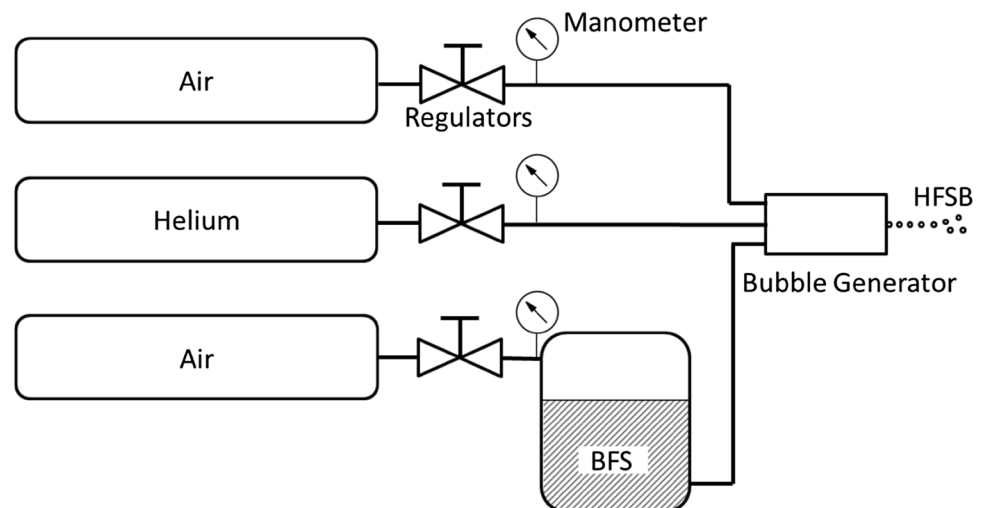 Manometer
Air
Regulators
Helium
HFSB
Bubble Generator
Air
BFS